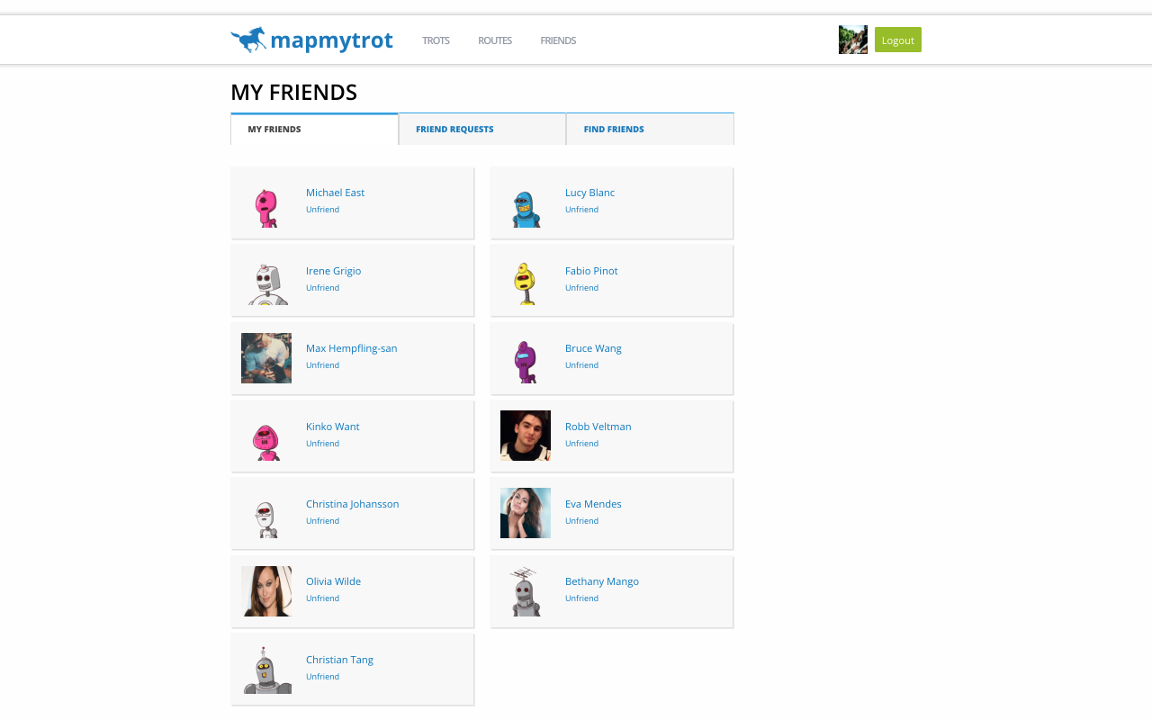 mapmytrot
TROTS
ROUTES
FRIENDS
Logout
MY FRIENDS
MY FRIENDS
FRIEND REQUESTS
FIND FRIENDS
Michael East
Unfriend
Lucy Blanc
Unfriend
Irene Grigio
Unfriend
Fabio Pinot
Unfriend
Max Hempfling-san
Unfriend
Bruce Wang
Unfriend
Kinko Want
Unfriend
Robb Veltman
Unfriend
Christina Johansson
Unfriend
Eva Mendes
Unfriend
Olivia Wilde
Unfriend
Bethany Mango
Unfriend
Christian Tang
Unfriend